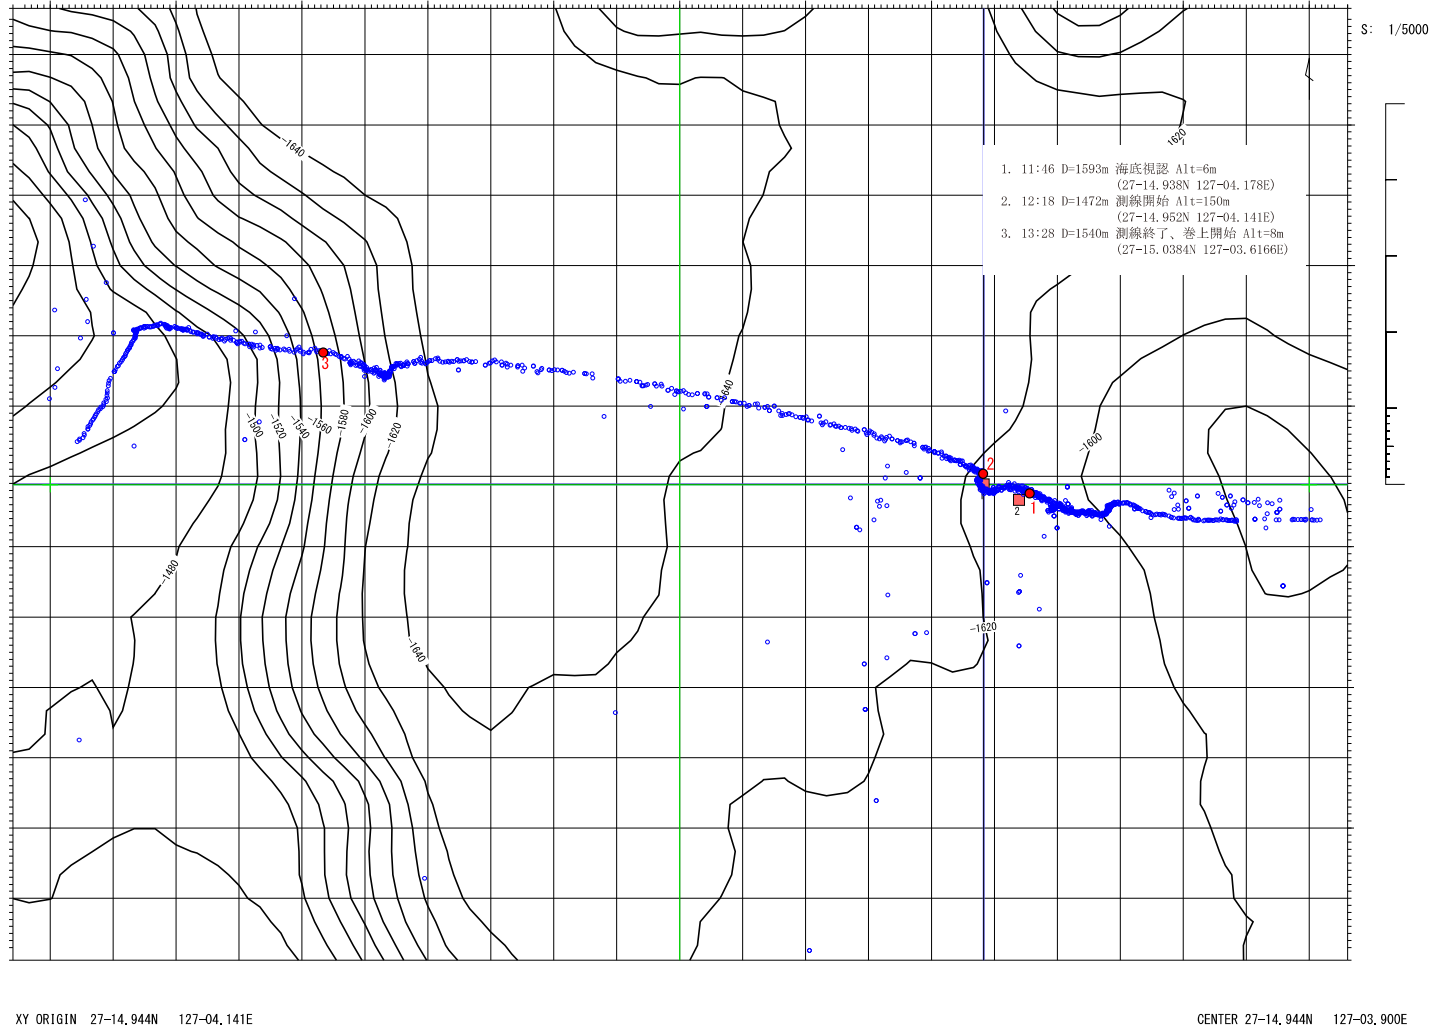 S: 1/5000
-1640
1620
1. 11:46 D=1593m 海底視認 Alt=6m
(27-14.938N 127-04.178E)
2. 12:18 D=1472m 測線開始 Alt=150m
(27-14.952N 127-04.141E)
3. 13:28 D=1540m 測線終了、巻上開始 Alt=8m
(27-15.0384N 127-03.6166E)
3
-1640
-1500
-1520
-1540
-1560
-1580
-1600
-1620
-1600
2
1
2
-1480
-1640
-1620
XY ORIGIN 27-14.944N 127-04.141E
CENTER 27-14.944N 127-03.900E